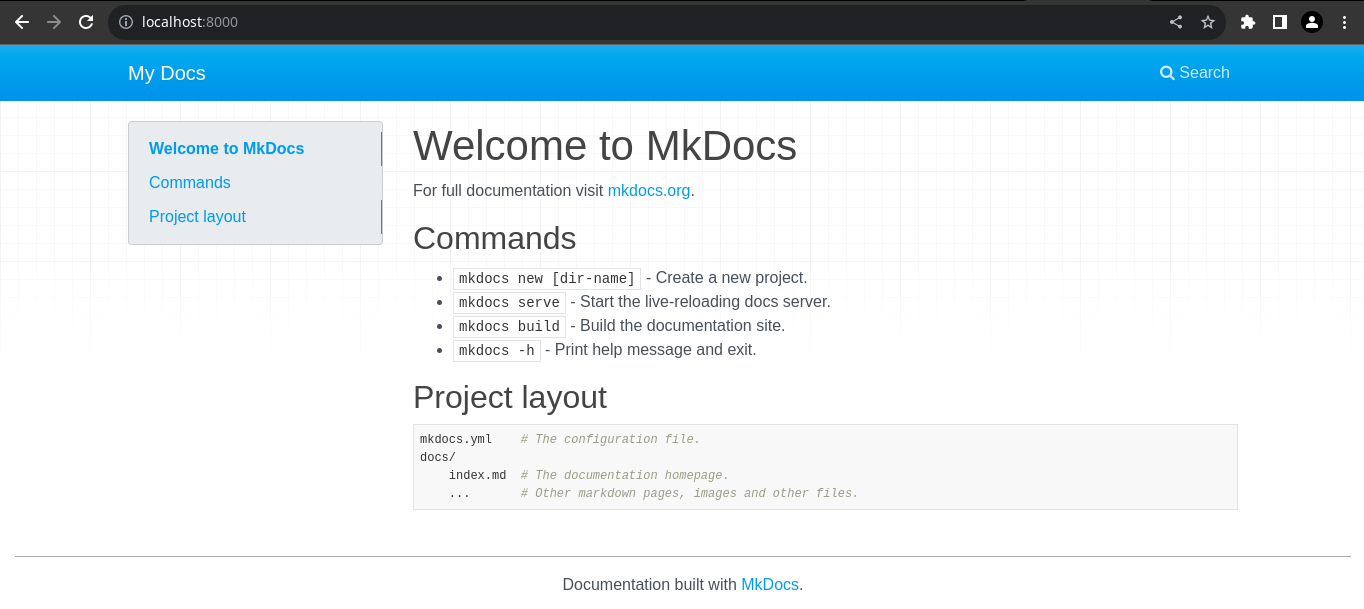 localhost:8000
My Docs
Search
Welcome to MkDocs
Commands
Project layout
Welcome to MkDocs
For full documentation visit mkdocs.org.
Commands
mkdocs new [dir-name] - Create a new project.
mkdocs serve - Start the live-reloading docs server.
mkdocs build - Build the documentation site.
mkdocs -h - Print help message and exit.
Project layout
mkdocs.yml    # The configuration file.
docs/
    index.md  # The documentation homepage.
    ...       # Other markdown pages, images and other files.
Documentation built with MkDocs.